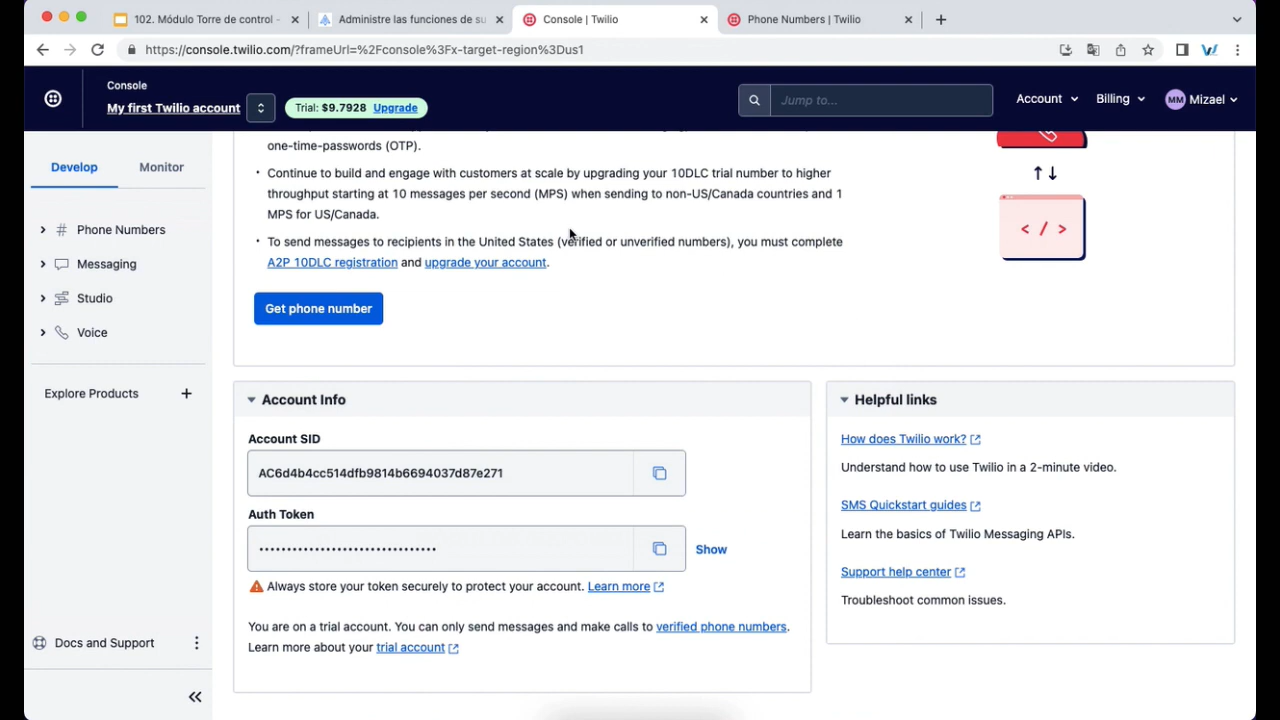 102. Módulo Torre de control -
Administre las funciones de su
Console | Twilio
Phone Numbers | Twilio
https://console.twilio.com/?frameUrl=%2Fconsole%3Fx-target-region%3Dus1
Console
My first Twilio account
Trial: $9.7928 Upgrade
Jump to...
Account
Billing
MM Mizael
Develop
Monitor
Phone Numbers
Messaging
Studio
Voice
Explore Products
Docs and Support
one-time-passwords (OTP).
• Continue to build and engage with customers at scale by upgrading your 10DLC trial number to higher
throughput starting at 10 messages per second (MPS) when sending to non-US/Canada countries and 1
MPS for US/Canada.
• To send messages to recipients in the United States (verified or unverified numbers), you must complete
A2P 10DLC registration and upgrade your account.
Get phone number
< / >
Account Info
Account SID
AC6d4b4cc514dfb9814b6694037d87e271
Auth Token
••••••••••••••••••••••••••••••••
Show
Always store your token securely to protect your account. Learn more
You are on a trial account. You can only send messages and make calls to verified phone numbers.
Learn more about your trial account
Helpful links
How does Twilio work?
Understand how to use Twilio in a 2-minute video.
SMS Quickstart guides
Learn the basics of Twilio Messaging APIs.
Support help center
Troubleshoot common issues.